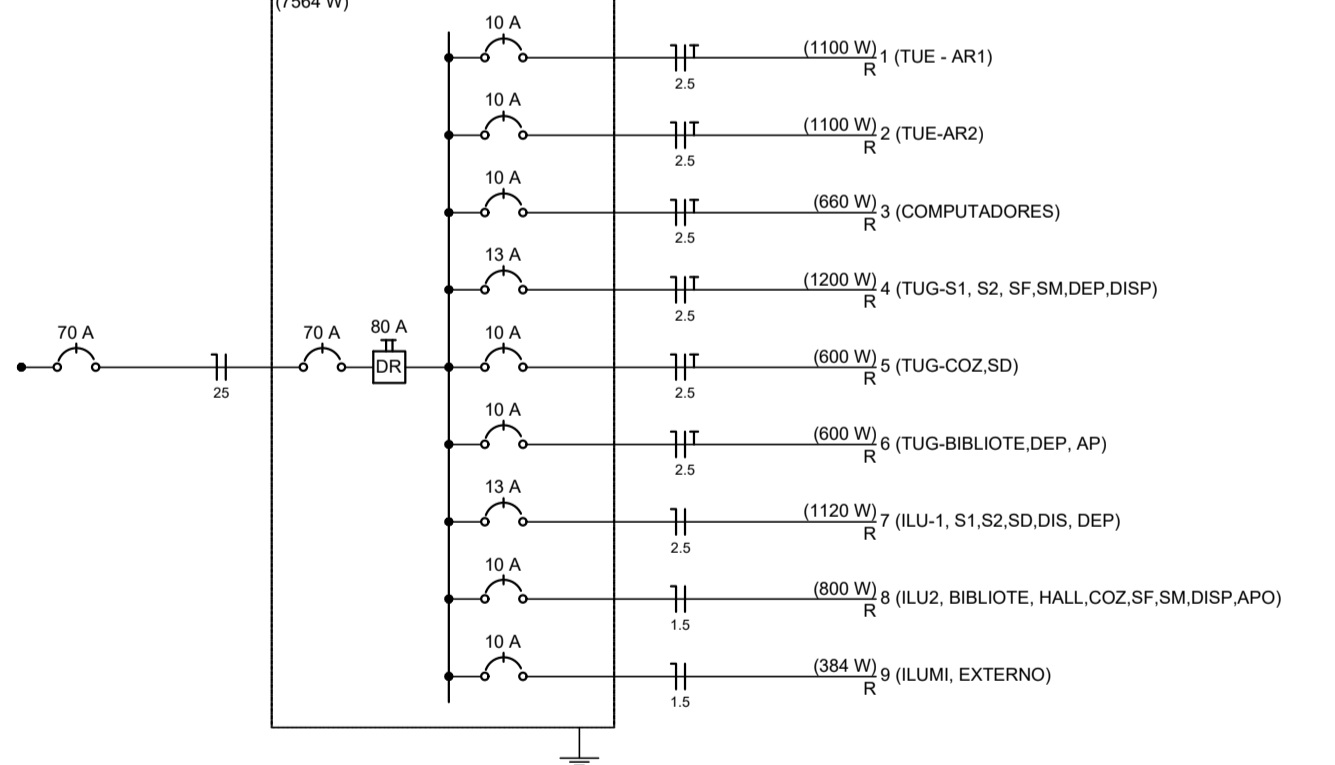 (7564 W)
10 A
(1100 W) 1 (TUE - AR1)
R
2.5
10 A
(1100 W) 2 (TUE-AR2)
R
2.5
10 A
(660 W) 3 (COMPUTADORES)
R
2.5
13 A
(1200 W) 4 (TUG-S1, S2, SF,SM,DEP,DISP)
R
2.5
70 A
25
70 A
80 A
DR
10 A
(600 W) 5 (TUG-COZ,SD)
R
2.5
10 A
(600 W) 6 (TUG-BIBLIOTE,DEP, AP)
R
2.5
13 A
(1120 W) 7 (ILU-1, S1,S2,SD,DIS, DEP)
R
2.5
10 A
(800 W) 8 (ILU2, BIBLIOTE, HALL,COZ,SF,SM,DISP,APO)
R
1.5
10 A
(384 W) 9 (ILUMI, EXTERNO)
R
1.5